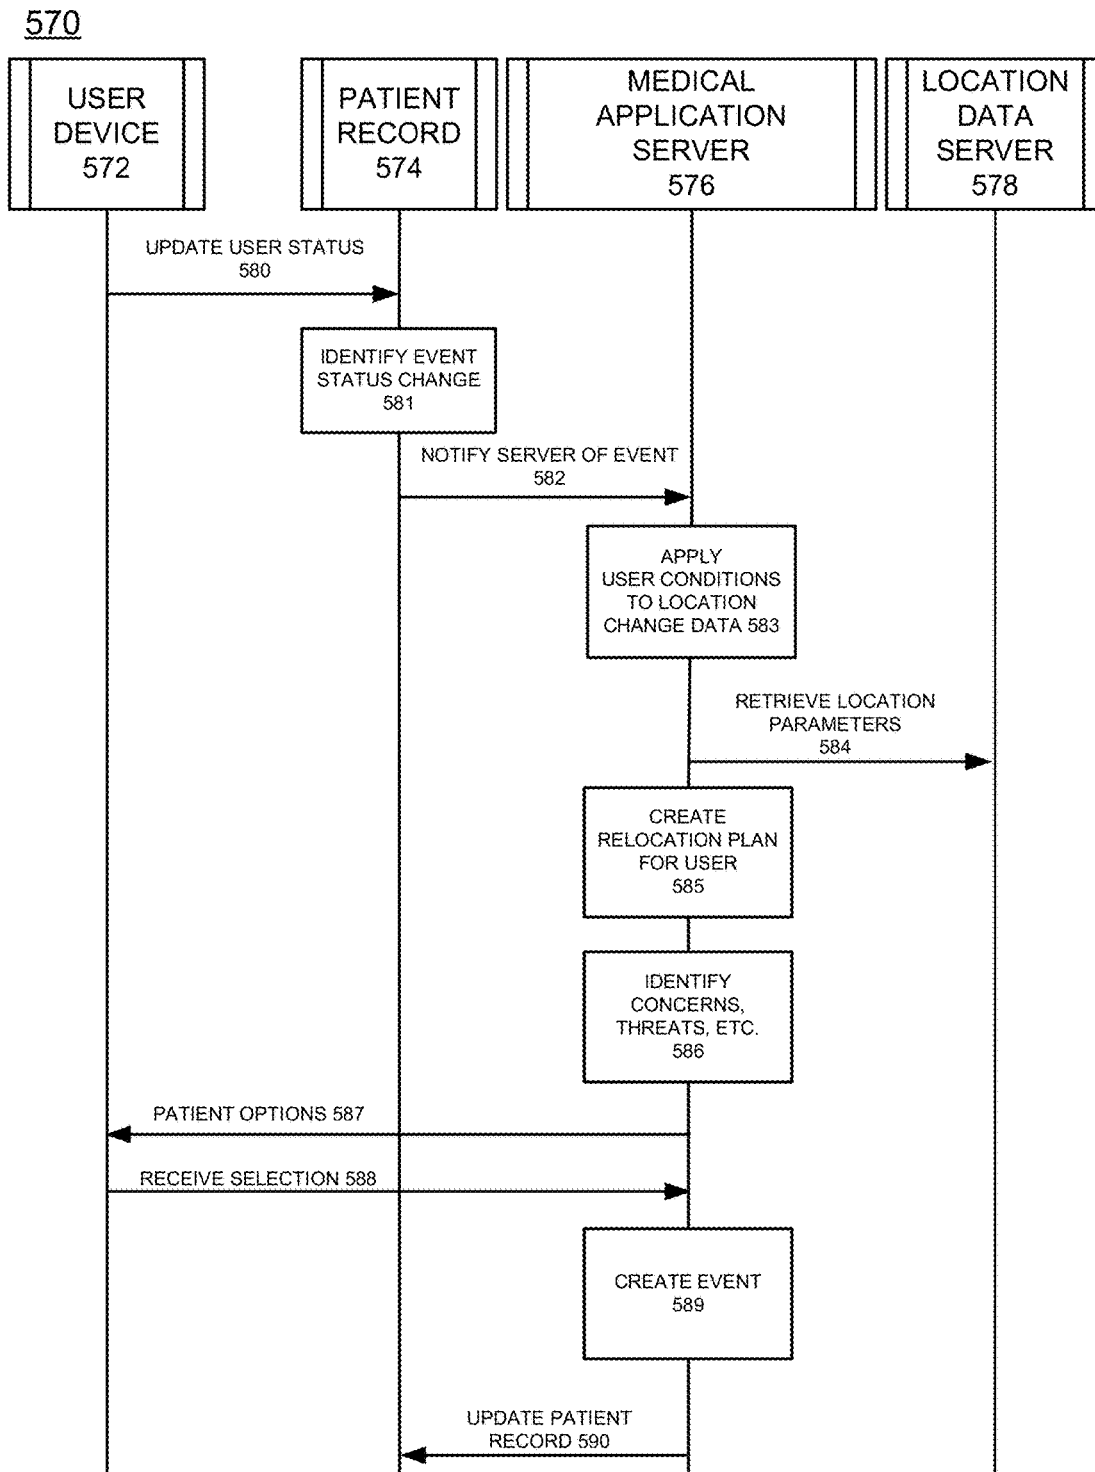 570
USER
DEVICE
572
PATIENT
RECORD
574
MEDICAL
APPLICATION
SERVER
576
LOCATION
DATA
SERVER
578
UPDATE USER STATUS
580
IDENTIFY EVENT
STATUS CHANGE
581
NOTIFY SERVER OF EVENT
582
APPLY
USER CONDITIONS
TO LOCATION
CHANGE DATA 583
RETRIEVE LOCATION
PARAMETERS
584
CREATE
RELOCATION PLAN
FOR USER
585
IDENTIFY
CONCERNS,
THREATS, ETC.
586
PATIENT OPTIONS 587
RECEIVE SELECTION 588
CREATE EVENT
589
UPDATE PATIENT
RECORD 590